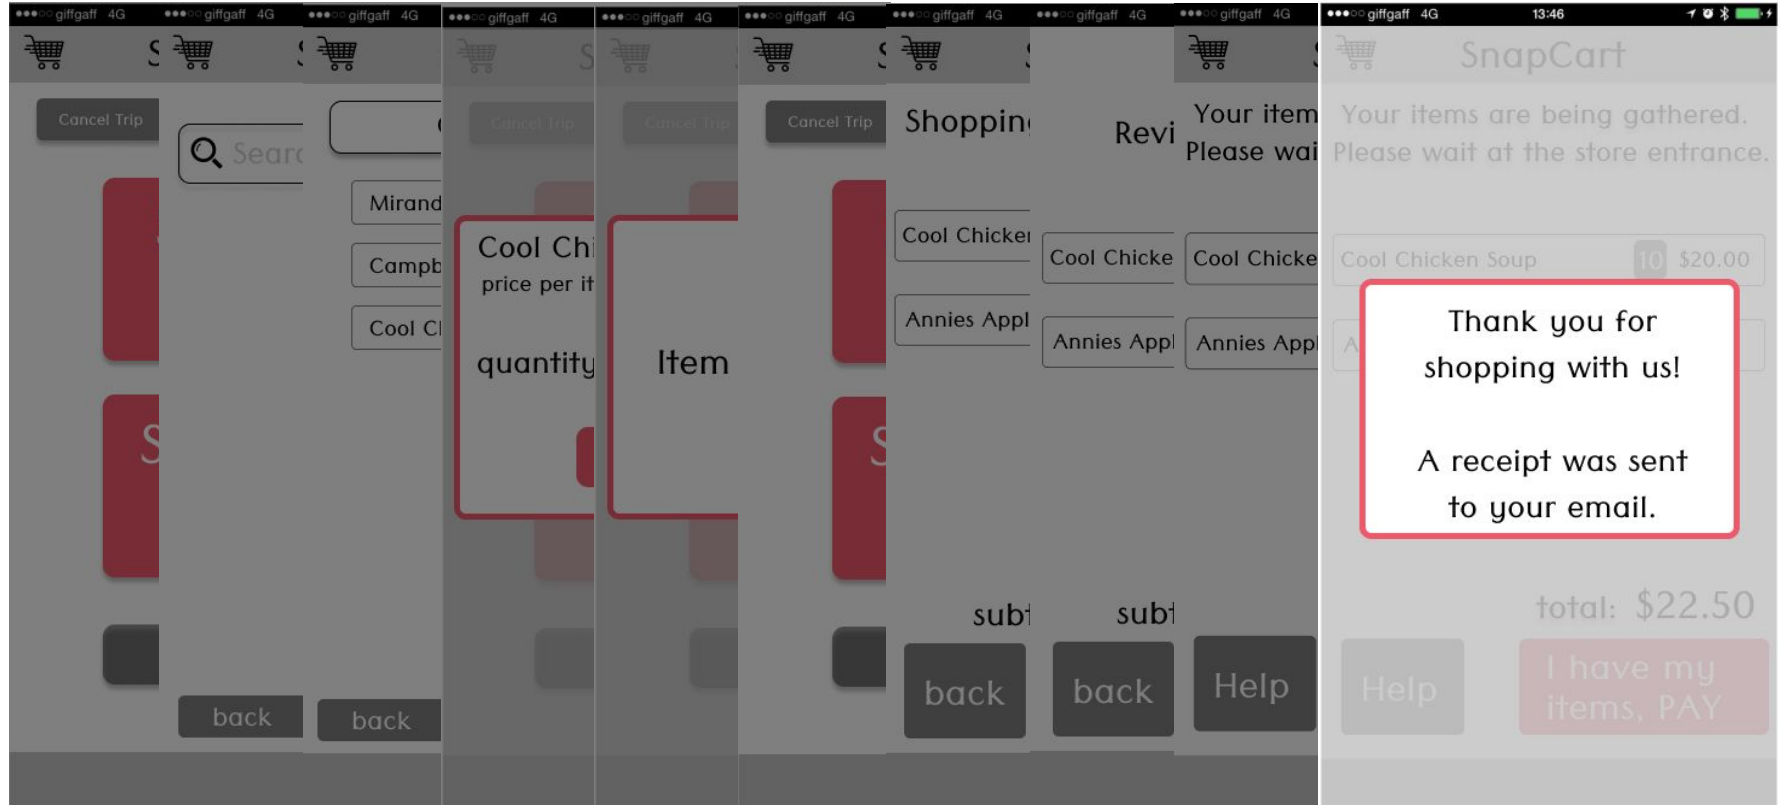 giffgaff 4G
Cancel Trip
giffgaff 4G
back
giffgaff 4G
Mirand
Campb
Cool Cl
back
giffgaff 4G
S
Cancel Trip
Cool Chi
price per it
quantity
giffgaff 4G
Cancel Trip
Item
giffgaff 4G
Cancel Trip
S
giffgaff 4G
Shopping
Cool Chicken
Annies Appl
subt
back
giffgaff 4G
Revi
Cool Chicke
Annies Appl
subt
back
giffgaff 4G
Your item
Please wai
Cool Chicke
Annies Appl
Help
giffgaff 4G 13:46
SnapCart
Your items are being gathered.
Please wait at the store entrance.
Cool Chicken Soup 10 $20.00
A
Thank you for
shopping with us!
A receipt was sent
to your email.
total: $22.50
Help
I have my
items, PAY